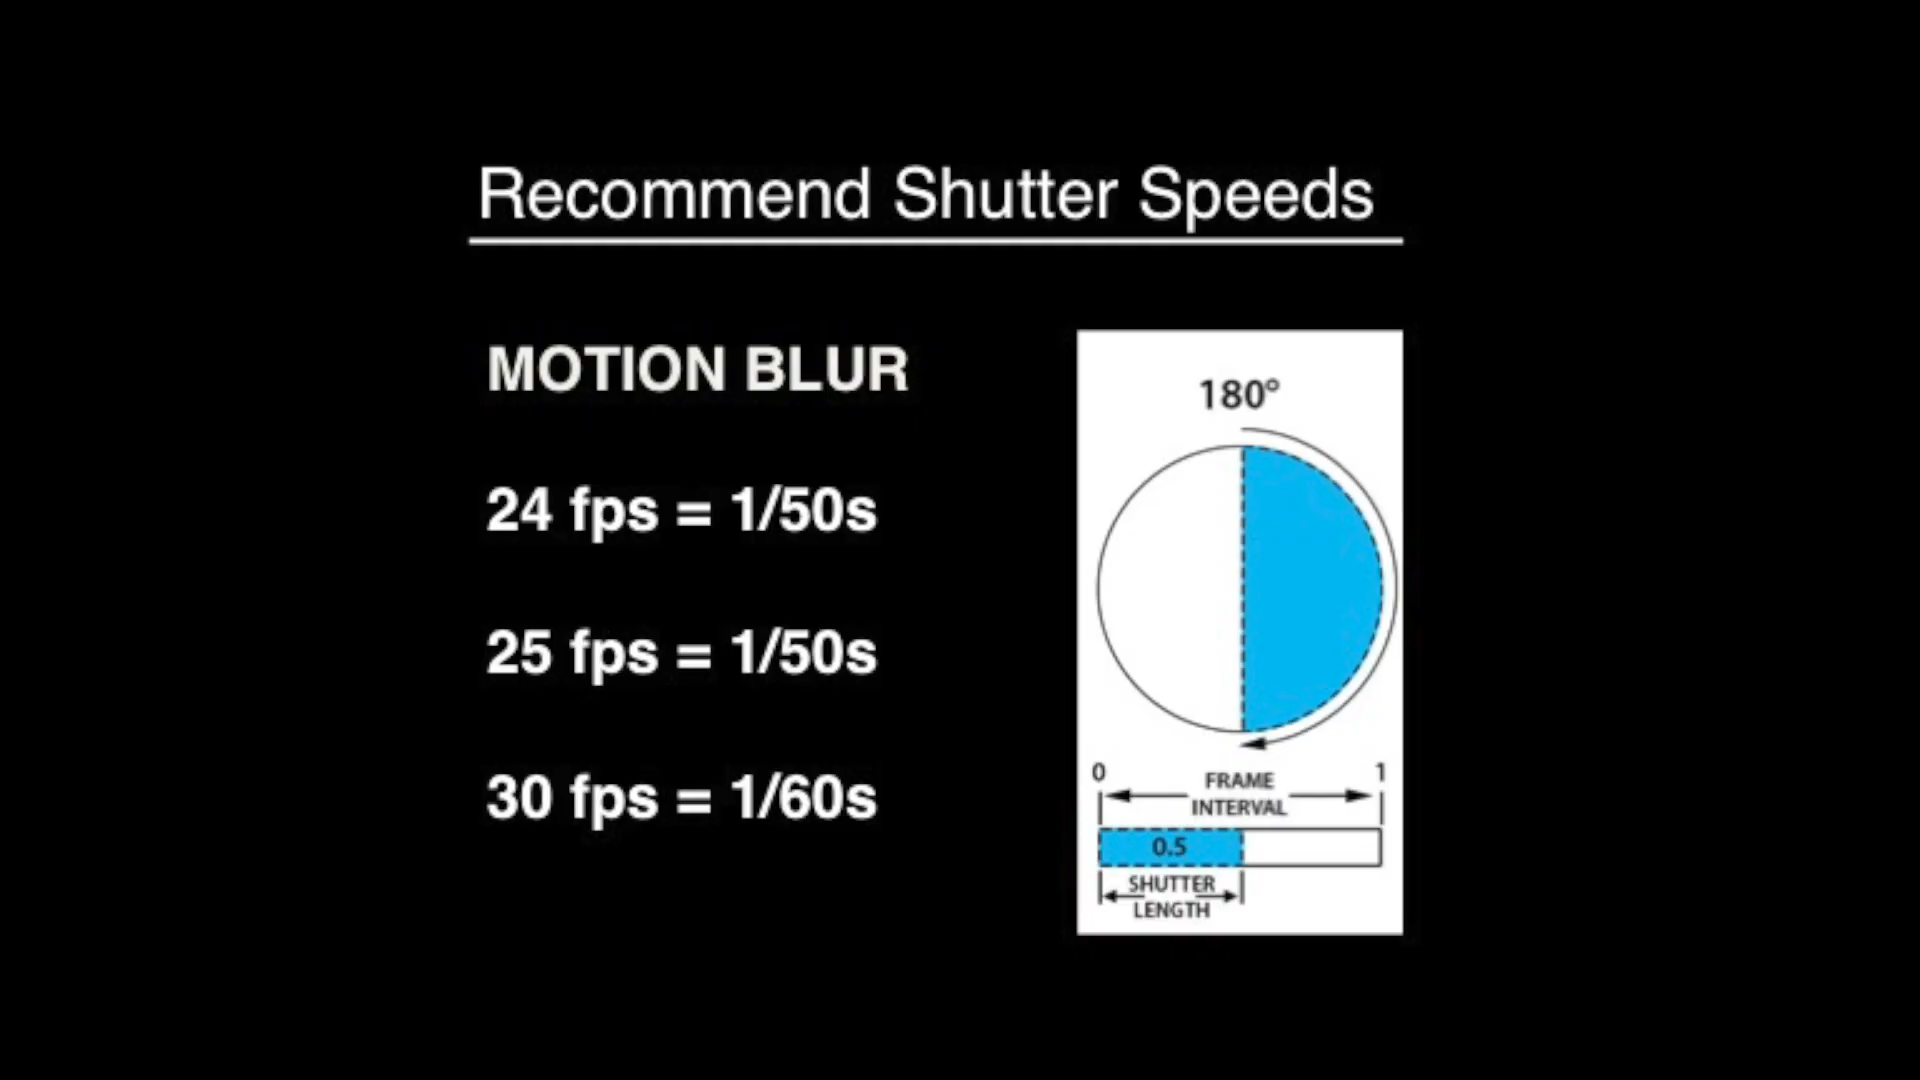 Recommend Shutter Speeds
MOTION BLUR
24 fps = 1/50s
25 fps = 1/50s
30 fps = 1/60s
180°
0 1
FRAME
INTERVAL
0.5
SHUTTER
LENGTH